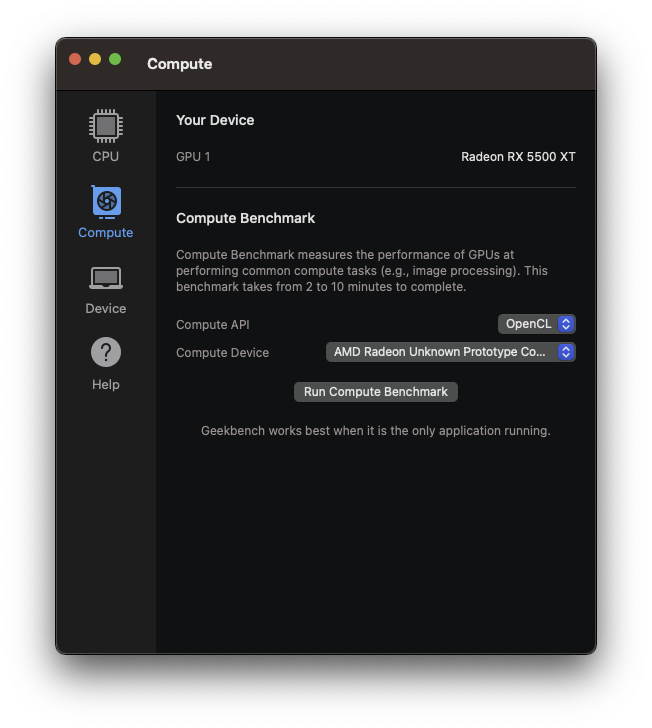 Compute
CPU
Compute
Device
Help
Your Device
GPU 1 Radeon RX 5500 XT
Compute Benchmark
Compute Benchmark measures the performance of GPUs at
performing common compute tasks (e.g., image processing). This
benchmark takes from 2 to 10 minutes to complete.
Compute API OpenCL
Compute Device AMD Radeon Unknown Prototype Co...
Run Compute Benchmark
Geekbench works best when it is the only application running.